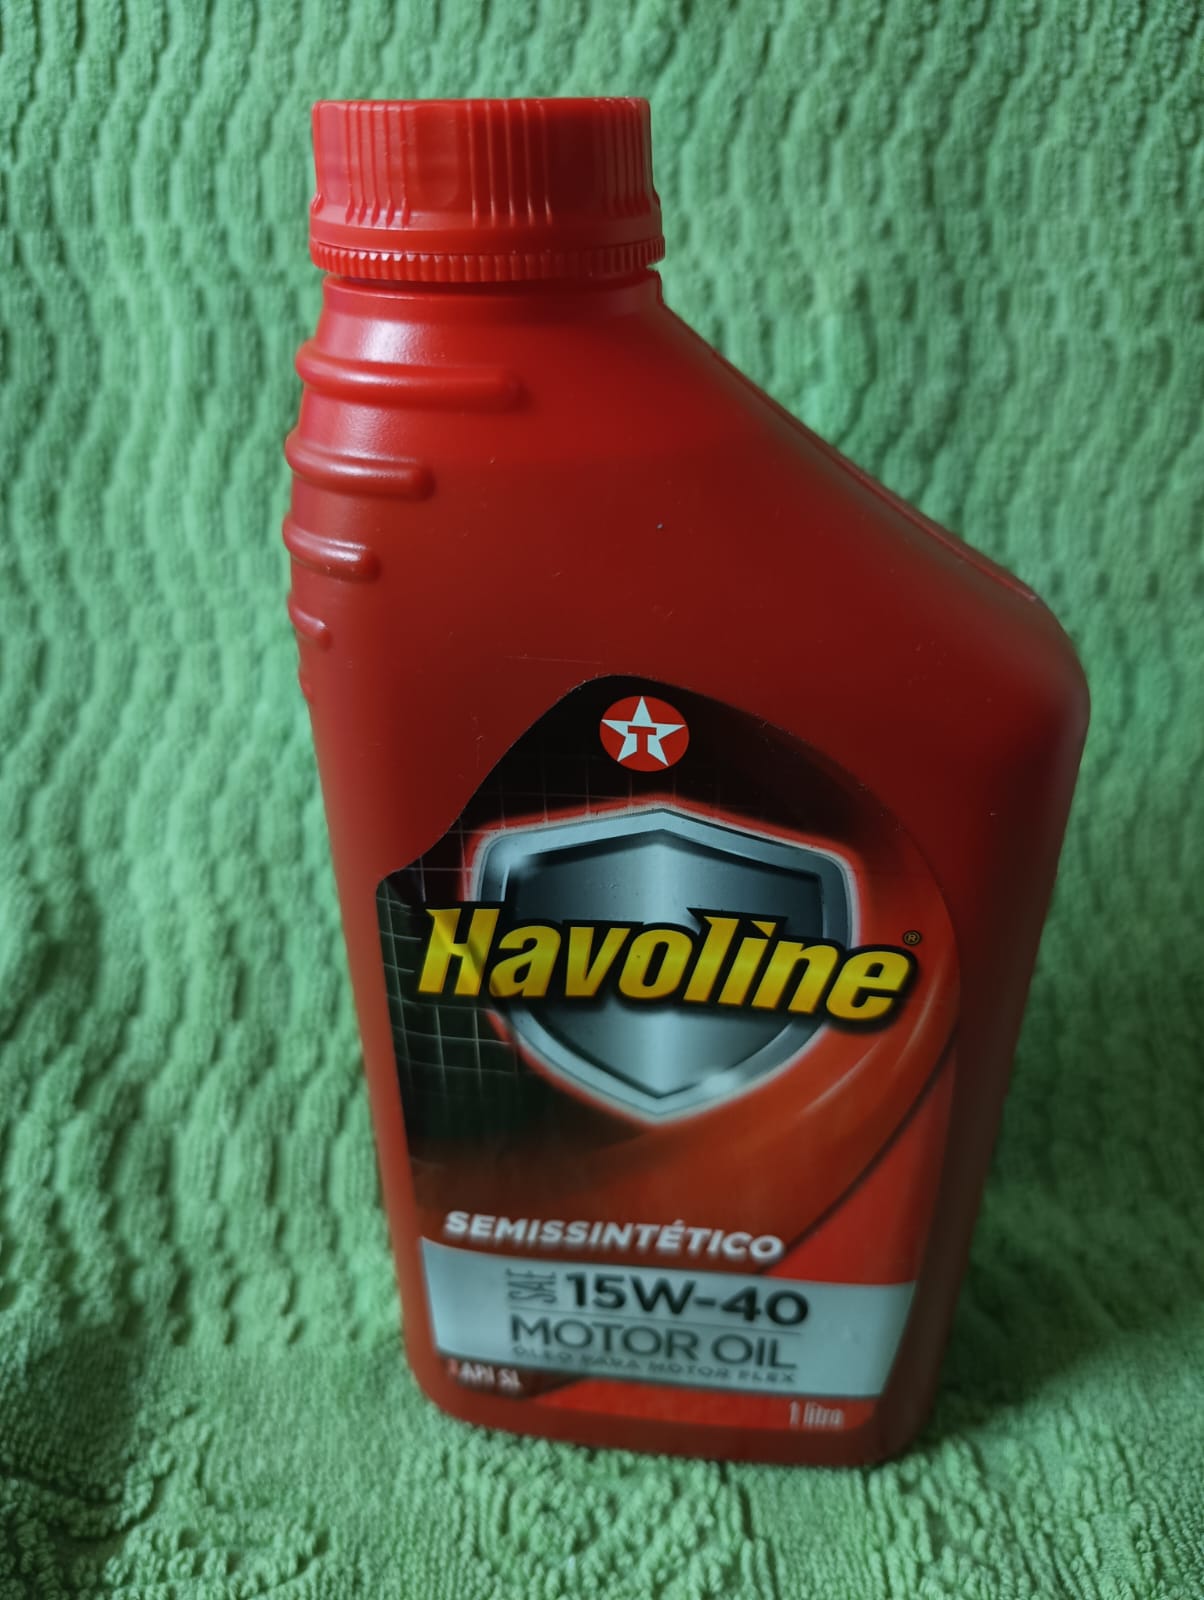 T
Havoline®
SEMISSINTÉTICO
SAE 15W-40
MOTOR OIL
ÓLEO PARA MOTOR FLEX
API SL
1 litro